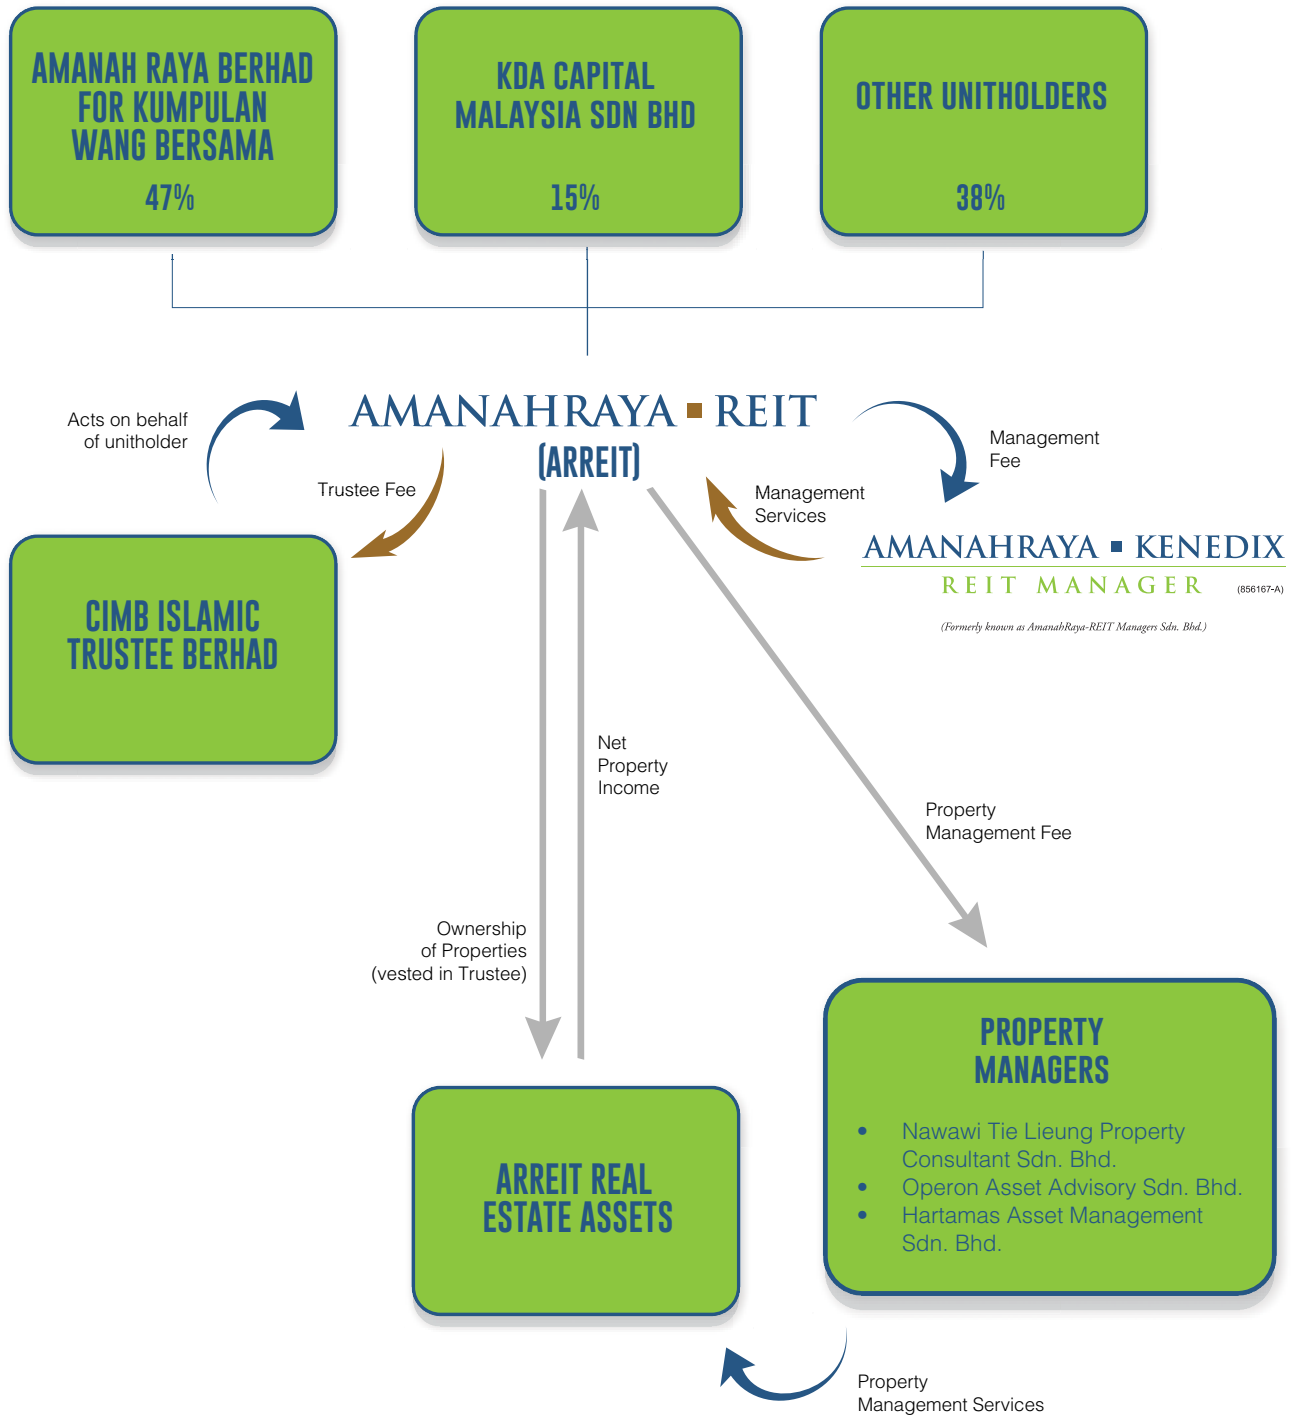 AMANAH RAYA BERHAD
FOR KUMPULAN
WANG BERSAMA
47%
KDA CAPITAL
MALAYSIA SDN BHD
15%
OTHER UNITHOLDERS
38%
Acts on behalf
of unitholder
AMANAHRAYA ▪ REIT
(ARREIT)
Trustee Fee
Management
Fee
Management
Services
AMANAHRAYA ▪ KENEDIX
REIT MANAGER (856167-A)
(Formerly known as AmanahRaya-REIT Managers Sdn. Bhd.)
CIMB ISLAMIC
TRUSTEE BERHAD
Net
Property
Income
Property
Management Fee
Ownership
of Properties
(vested in Trustee)
ARREIT REAL
ESTATE ASSETS
PROPERTY
MANAGERS
• Nawawi Tie Lieung Property
Consultant Sdn. Bhd.
• Operon Asset Advisory Sdn. Bhd.
• Hartamas Asset Management
Sdn. Bhd.
Property
Management Services